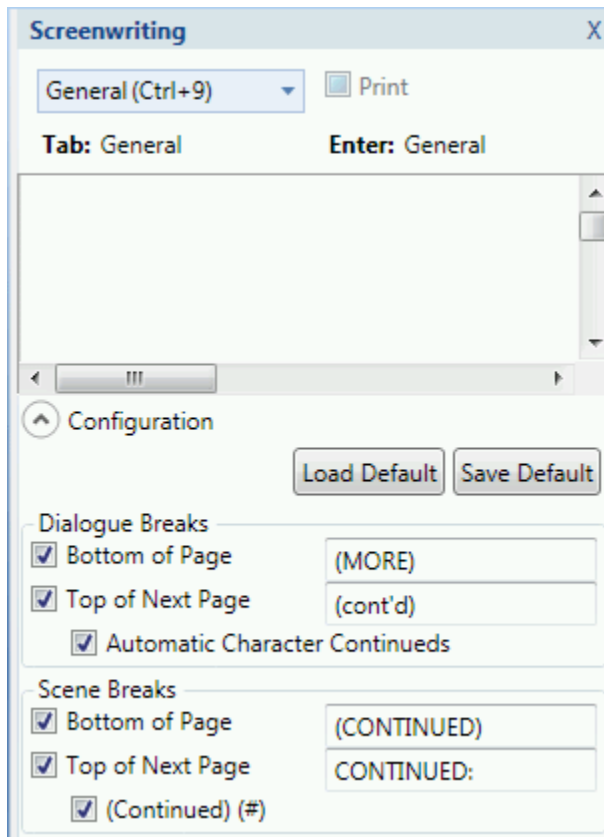 Screenwriting X
General (Ctrl+9) Print
Tab: General Enter: General
Configuration
Load Default Save Default
Dialogue Breaks
Bottom of Page (MORE)
Top of Next Page (cont'd)
Automatic Character Continueds
Scene Breaks
Bottom of Page (CONTINUED)
Top of Next Page CONTINUED:
(Continued) (#)